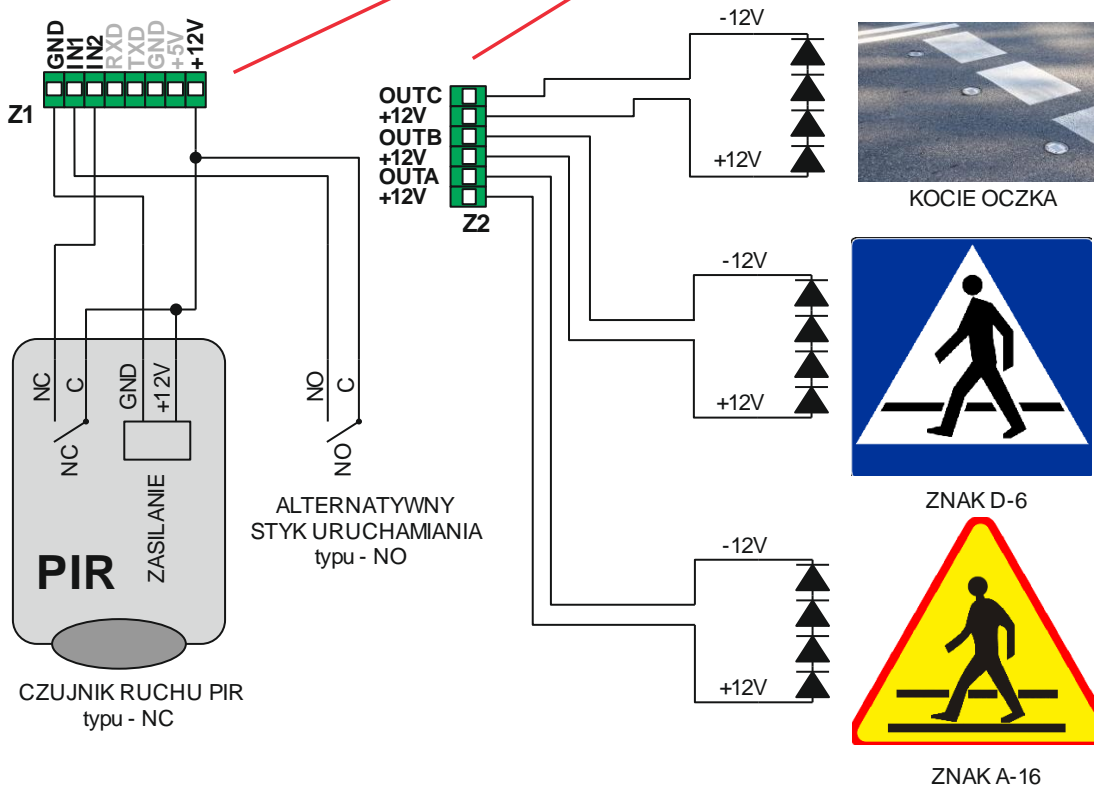 GND
IN1
IN2
RXD
TXD
GND
+5V
+12V
Z1
OUTC
+12V
OUTB
+12V
OUTA
+12V
Z2
-12V
+12V
KOCIE OCZKA
-12V
+12V
ZNAK D-6
-12V
+12V
ZNAK A-16
NC
C
GND
+12V
NC
ZASILANIE
PIR
CZUJNIK RUCHU PIR
typu - NC
NO
C
NO
ALTERNATYWNY
STYK URUCHAMIANIA
typu - NO